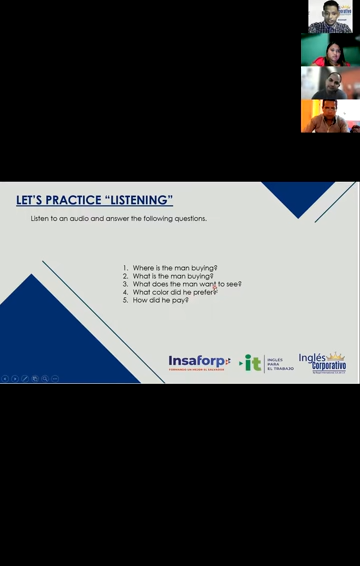 LET'S PRACTICE "LISTENING"
Listen to an audio and answer the following questions.
1. Where is the man buying?
2. What is the man buying?
3. What does the man want to see?
4. What color did he prefer?
5. How did he pay?
Insaforp
it
INGLÉS
PARA
EL TRABAJO
Inglés
Corporativo